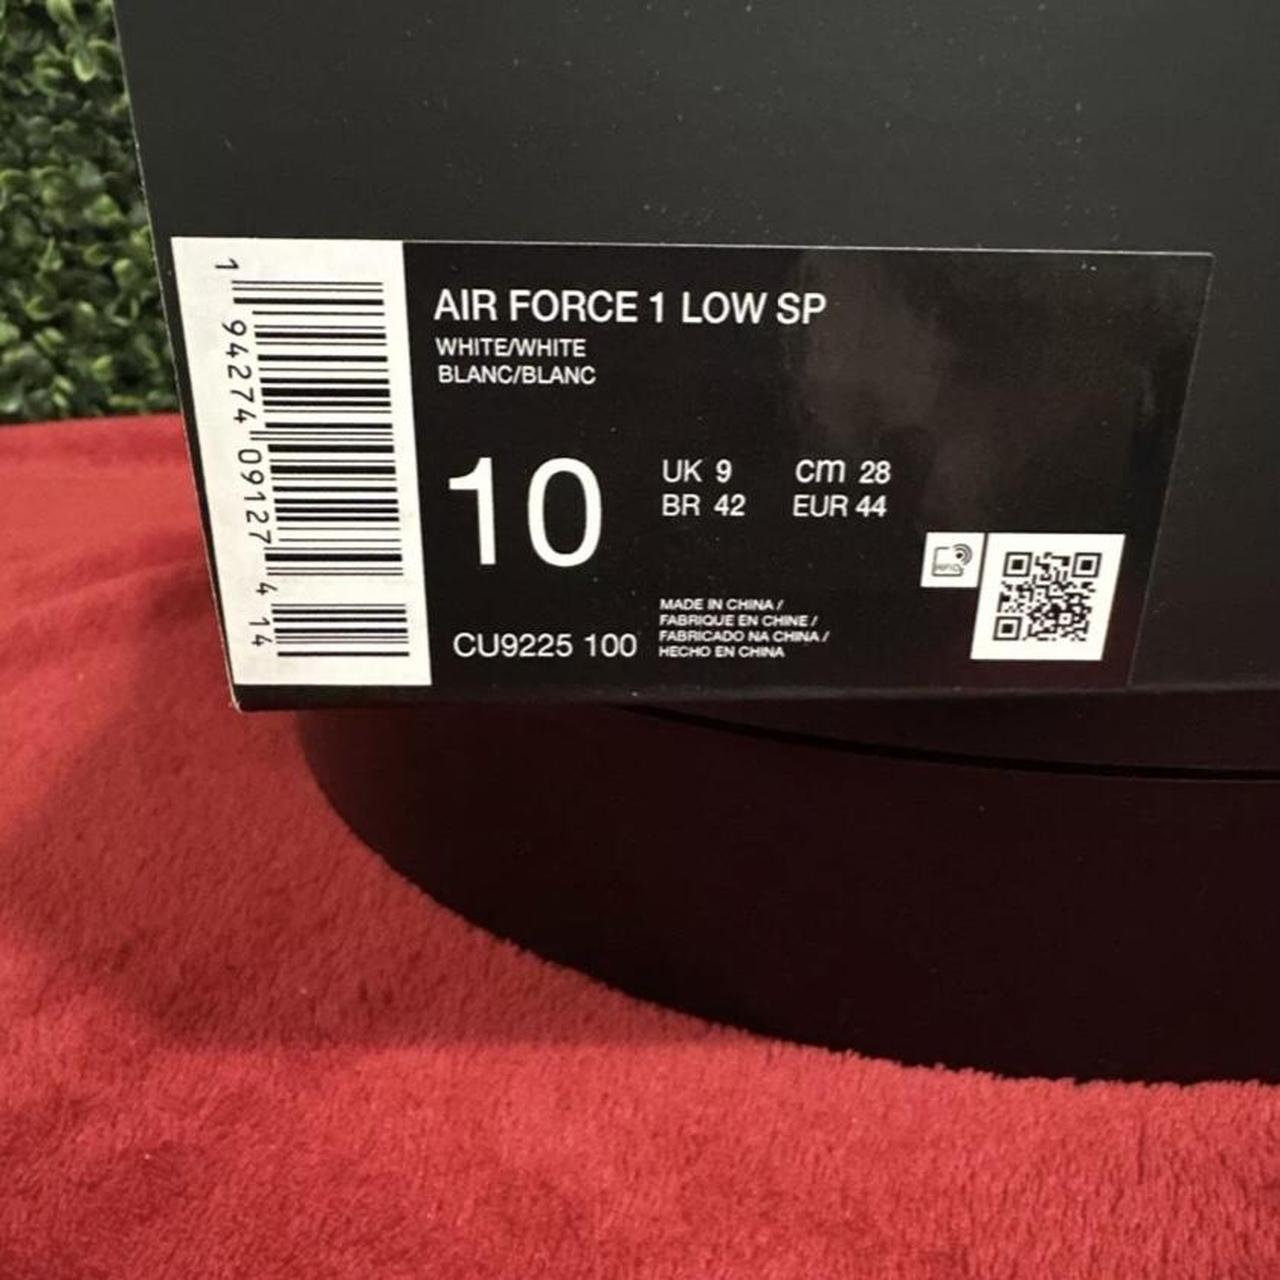 1 94274 09127 4 14
AIR FORCE 1 LOW SP
WHITE/WHITE
BLANC/BLANC
10
UK 9 cm 28
BR 42 EUR 44
RFID
MADE IN CHINA /
FABRIQUE EN CHINE /
FABRICADO NA CHINA /
HECHO EN CHINA
CU9225 100